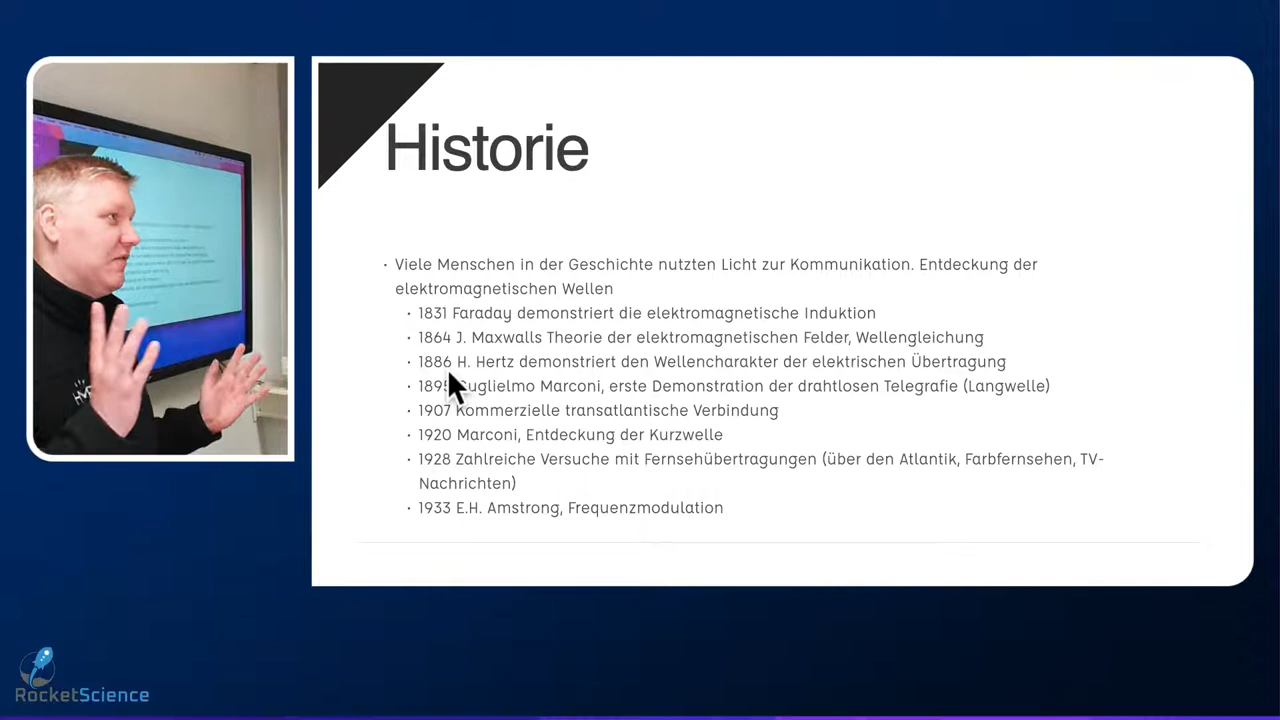 Historie
• Viele Menschen in der Geschichte nutzten Licht zur Kommunikation. Entdeckung der
elektromagnetischen Wellen
• 1831 Faraday demonstriert die elektromagnetische Induktion
• 1864 J. Maxwalls Theorie der elektromagnetischen Felder, Wellengleichung
• 1886 H. Hertz demonstriert den Wellencharakter der elektrischen Übertragung
• 1895 Guglielmo Marconi, erste Demonstration der drahtlosen Telegrafie (Langwelle)
• 1907 Kommerzielle transatlantische Verbindung
• 1920 Marconi, Entdeckung der Kurzwelle
• 1928 Zahlreiche Versuche mit Fernsehübertragungen (über den Atlantik, Farbfernsehen, TV-
Nachrichten)
• 1933 E.H. Amstrong, Frequenzmodulation
RocketScience